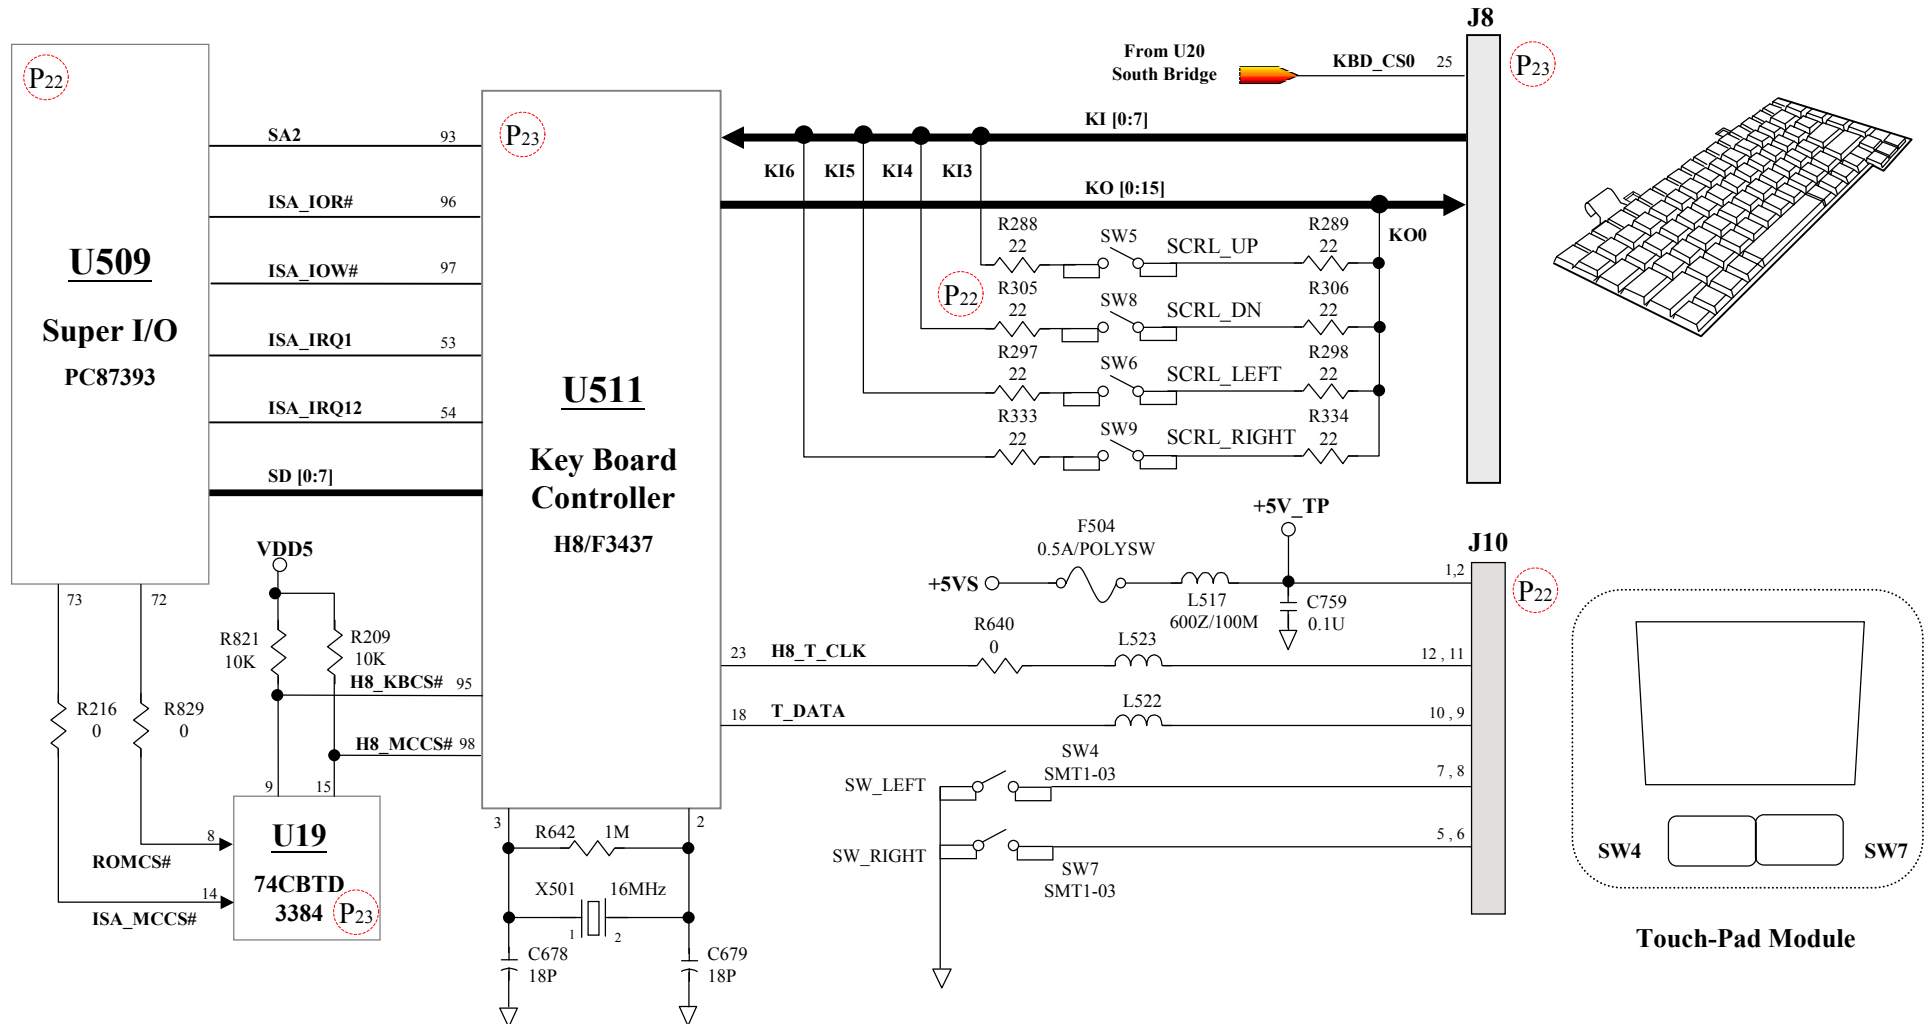 P22
U509
Super I/O
PC87393
SA2 93
ISA_IOR# 96
ISA_IOW# 97
ISA_IRQ1 53
ISA_IRQ12 54
SD [0:7]
P23
U511
Key Board
Controller
H8/F3437
From U20
South Bridge
KBD_CS0 25
J8
P23
KI [0:7]
KI6 KI5 KI4 KI3
KO [0:15]
KO0
R288
22
SW5
SCRL_UP
R289
22
P22
R305
22
SW8
SCRL_DN
R306
22
R297
22
SW6
SCRL_LEFT
R298
22
R333
22
SW9
SCRL_RIGHT
R334
22
VDD5
73
72
R821
10K
R209
10K
H8_KBCS# 95
R216
0
R829
0
H8_MCCS# 98
9
15
U19
74CBTD
3384
P23
8
ROMCS#
14
ISA_MCCS#
3
2
R642 1M
X501 16MHz
1
2
C678
18P
C679
18P
+5V_TP
F504
0.5A/POLYSW
+5VS
L517
600Z/100M
C759
0.1U
1,2
J10
P22
23 H8_T_CLK
R640
0
L523
12 , 11
18 T_DATA
L522
10 , 9
SW_LEFT
SW4
SMT1-03
7 , 8
SW_RIGHT
SW7
SMT1-03
5 , 6
SW4
SW7
Touch-Pad Module